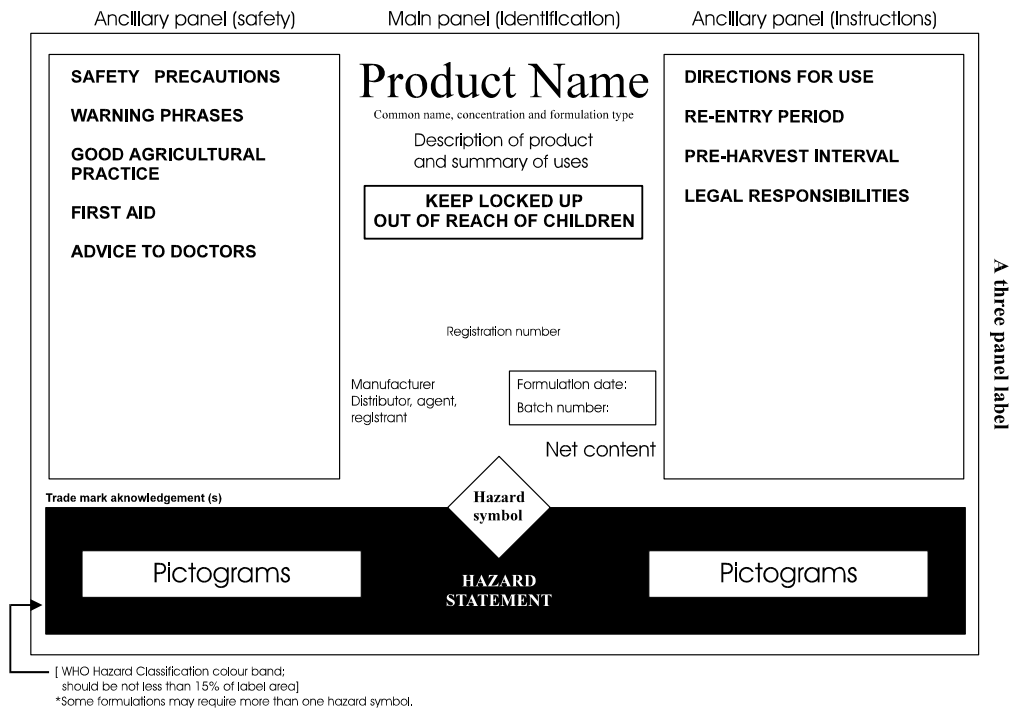 Ancillary panel (safety)
Main panel (identification)
Ancillary panel (instructions)
SAFETY PRECAUTIONS
WARNING PHRASES
GOOD AGRICULTURAL
PRACTICE
FIRST AID
ADVICE TO DOCTORS
Product Name
Common name, concentration and formulation type
Description of product
and summary of uses
KEEP LOCKED UP
OUT OF REACH OF CHILDREN
Registration number
Manufacturer
Distributor, agent,
registrant
Formulation date:
Batch number:
Net content
DIRECTIONS FOR USE
RE-ENTRY PERIOD
PRE-HARVEST INTERVAL
LEGAL RESPONSIBILITIES
A three panel label
Trade mark aknowledgement (s)
Hazard
symbol
Pictograms
HAZARD
STATEMENT
Pictograms
[ WHO Hazard Classification colour band;
should be not less than 15% of label area]
*Some formulations may require more than one hazard symbol.